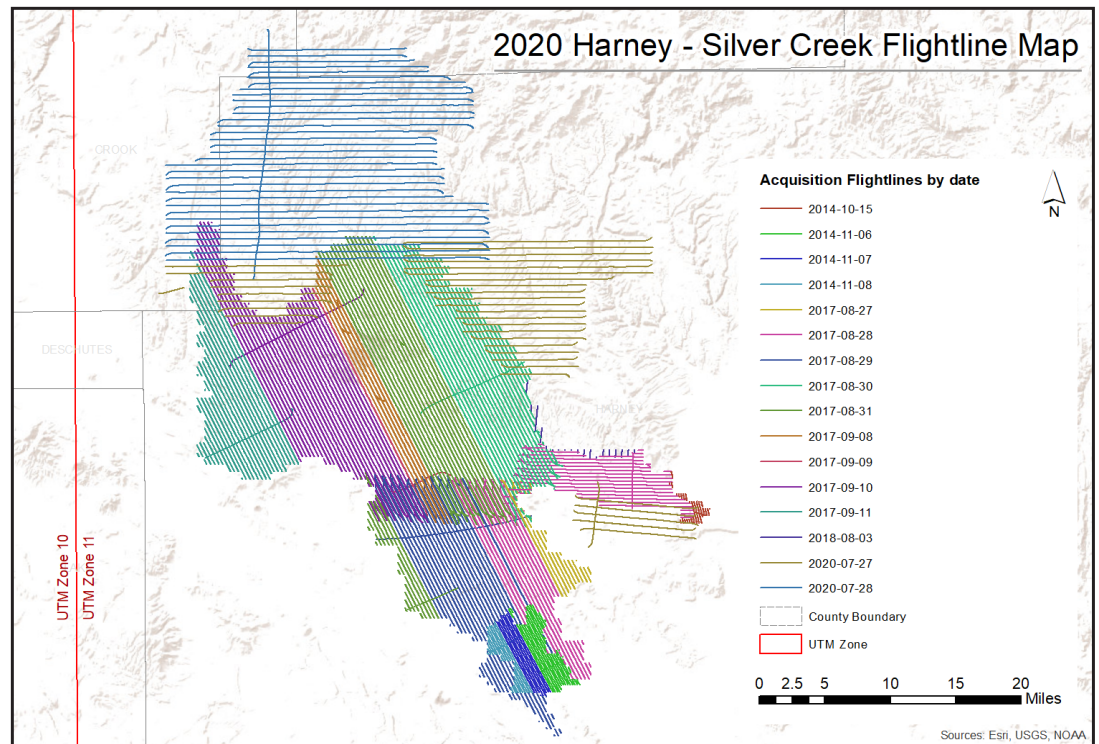 2020 Harney - Silver Creek Flightline Map
CROOK
DESCHUTES
HARNEY
UTM Zone 10
UTM Zone 11
Acquisition Flightlines by date
N
2014-10-15
2014-11-06
2014-11-07
2014-11-08
2017-08-27
2017-08-28
2017-08-29
2017-08-30
2017-08-31
2017-09-08
2017-09-09
2017-09-10
2017-09-11
2018-08-03
2020-07-27
2020-07-28
County Boundary
UTM Zone
0 2.5 5 10 15 20
Miles
Sources: Esri, USGS, NOAA